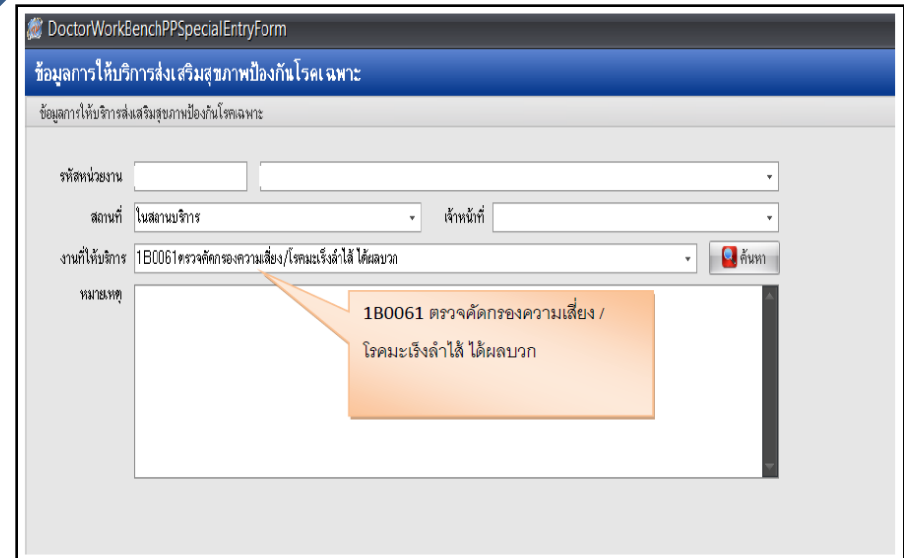 DoctorWorkBenchPPSpecialEntryForm
ข้อมูลการให้บริการส่งเสริมสุขภาพป้องกันโรคเฉพาะ
ข้อมูลการให้บริการส่งเสริมสุขภาพป้องกันโรคเฉพาะ
รหัสหน่วยงาน
สถานที่ ในสถานบริการ เจ้าหน้าที่
งานที่ให้บริการ 1B0061ตรวจคัดกรองความเสี่ยง/โรคมะเร็งลำไส้ ได้ผลบวก ค้นหา
หมายเหตุ
1B0061 ตรวจคัดกรองความเสี่ยง /
โรคมะเร็งลำไส้ ได้ผลบวก